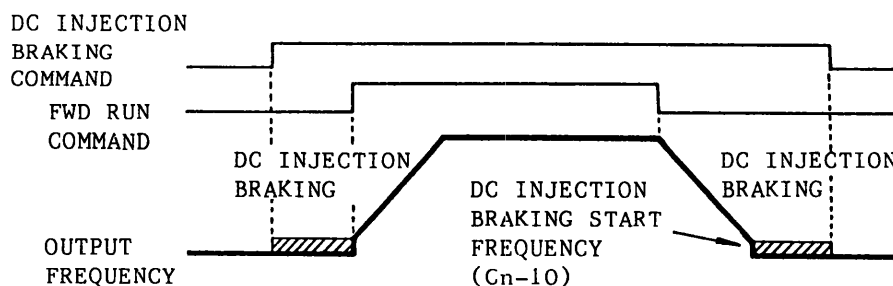 DC INJECTION
BRAKING
COMMAND
FWD RUN
COMMAND
DC INJECTION
BRAKING
DC INJECTION
BRAKING START
FREQUENCY
(Cn-10)
DC INJECTION
BRAKING
OUTPUT
FREQUENCY